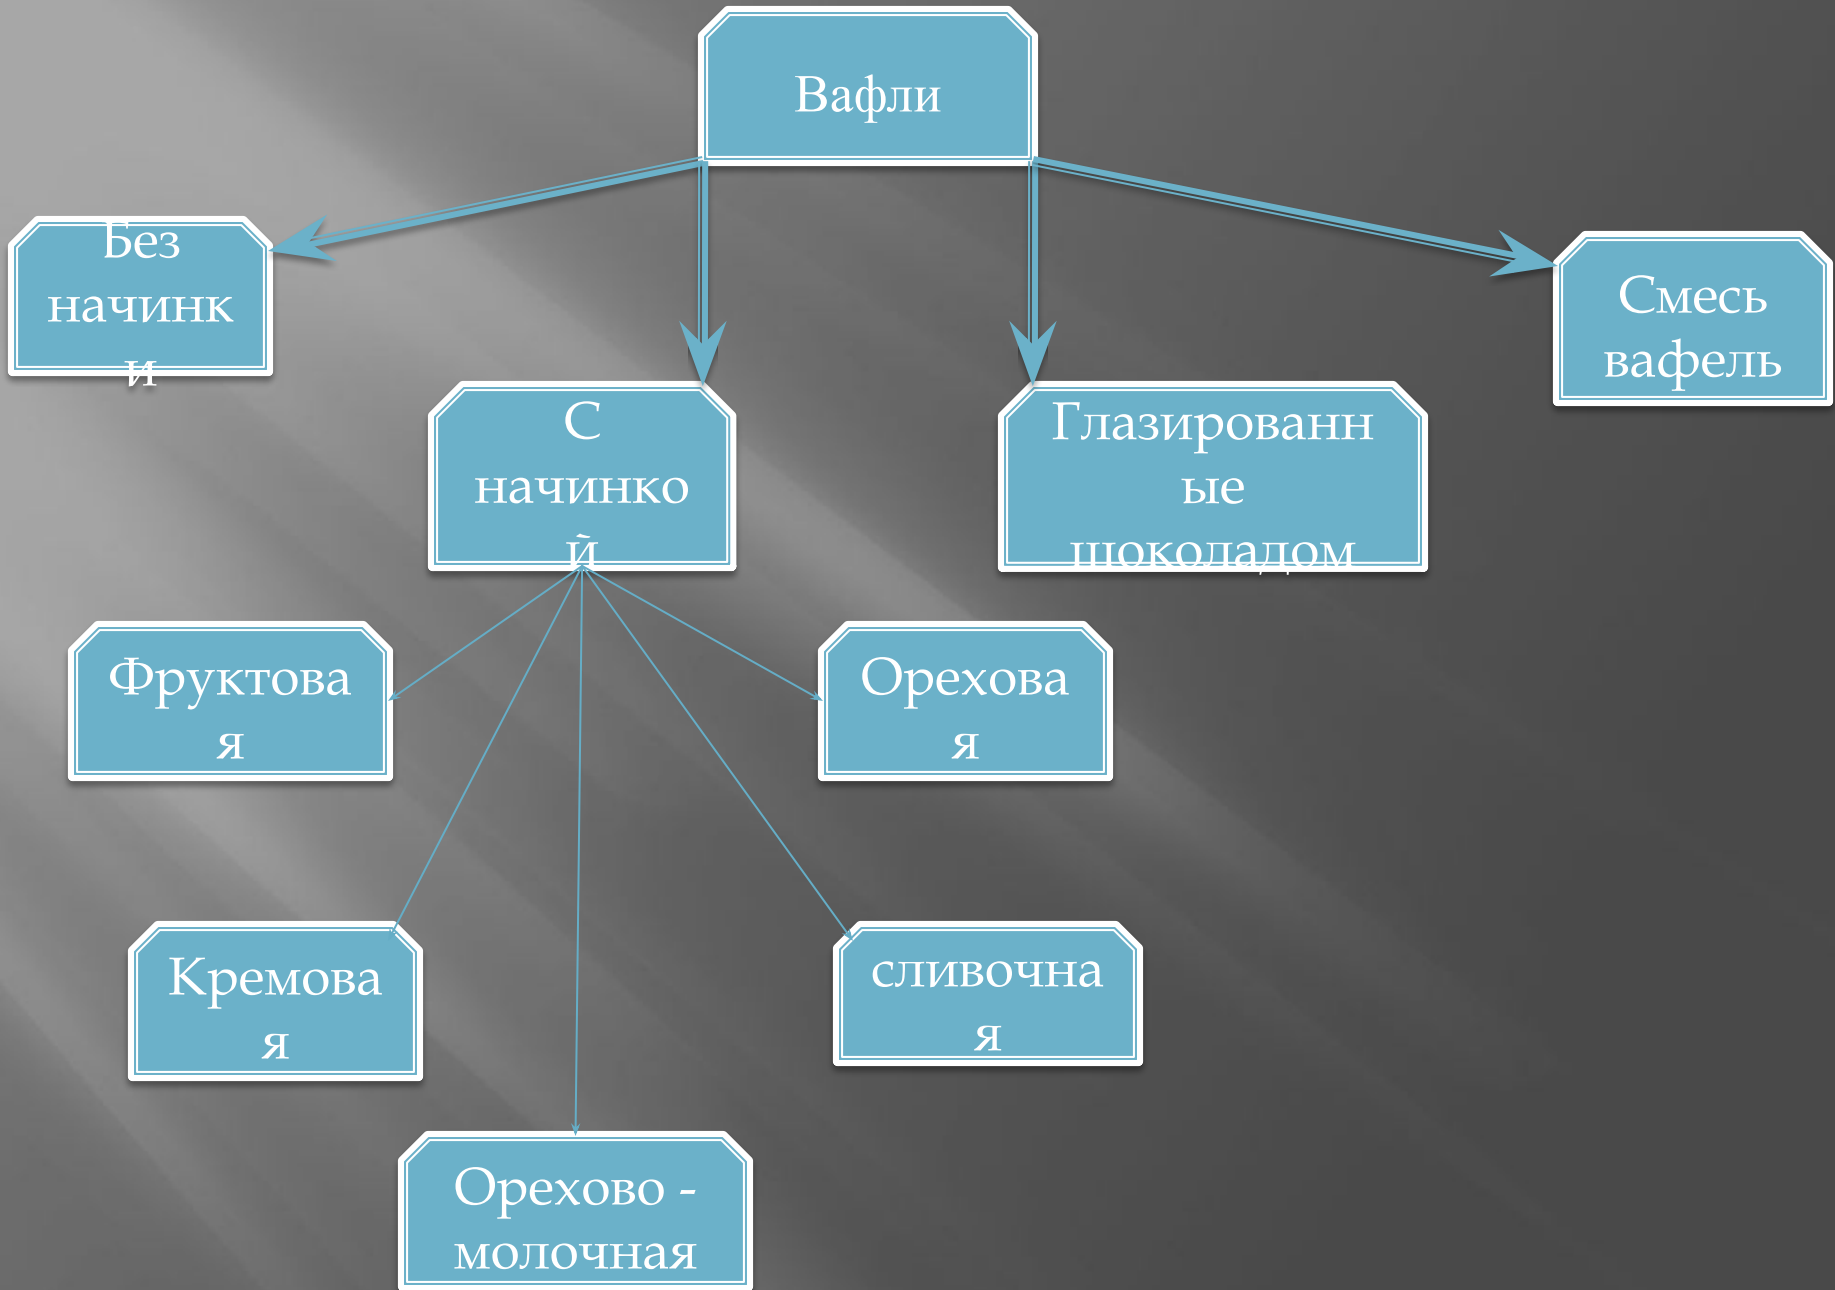 Вафли
Без
начинк
и
Смесь
вафель
С
начинко
й
Глазированн
ые
шоколадом
Фруктова
я
Орехова
я
Кремова
я
сливочна
я
Орехово -
молочная